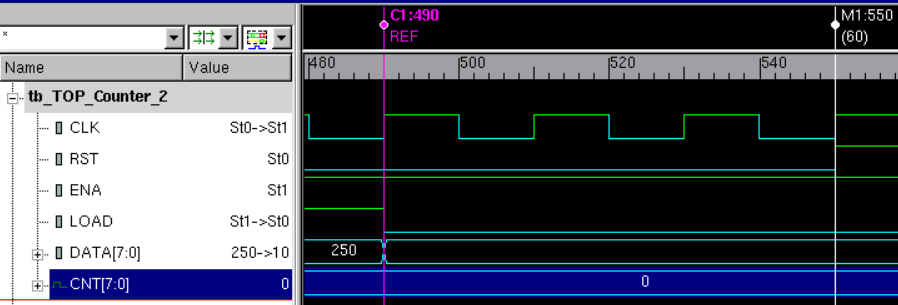 C1:490
M1:550
*
REF
(60)
Name
Value
480
500
520
540
tb_TOP_Counter_2
CLK
St0->St1
RST
St0
ENA
St1
LOAD
St1->St0
DATA[7:0]
250->10
250
CNT[7:0]
0
0